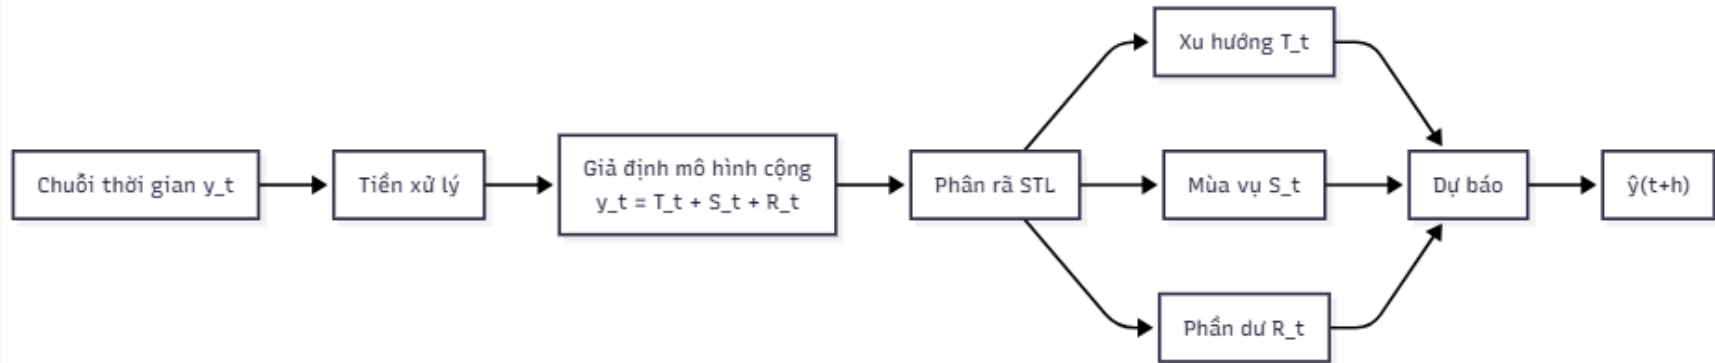 Chuỗi thời gian y_t
Tiền xử lý
Giả định mô hình cộng
y_t = T_t + S_t + R_t
Phân rã STL
Xu hướng T_t
Mùa vụ S_t
Phần dư R_t
Dự báo
ŷ(t+h)